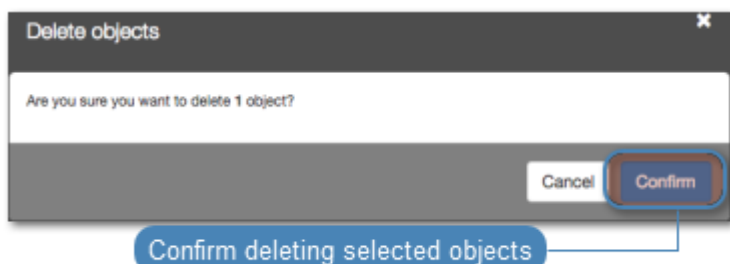 Delete objects
Are you sure you want to delete 1 object?
Cancel
Confirm
Confirm deleting selected objects